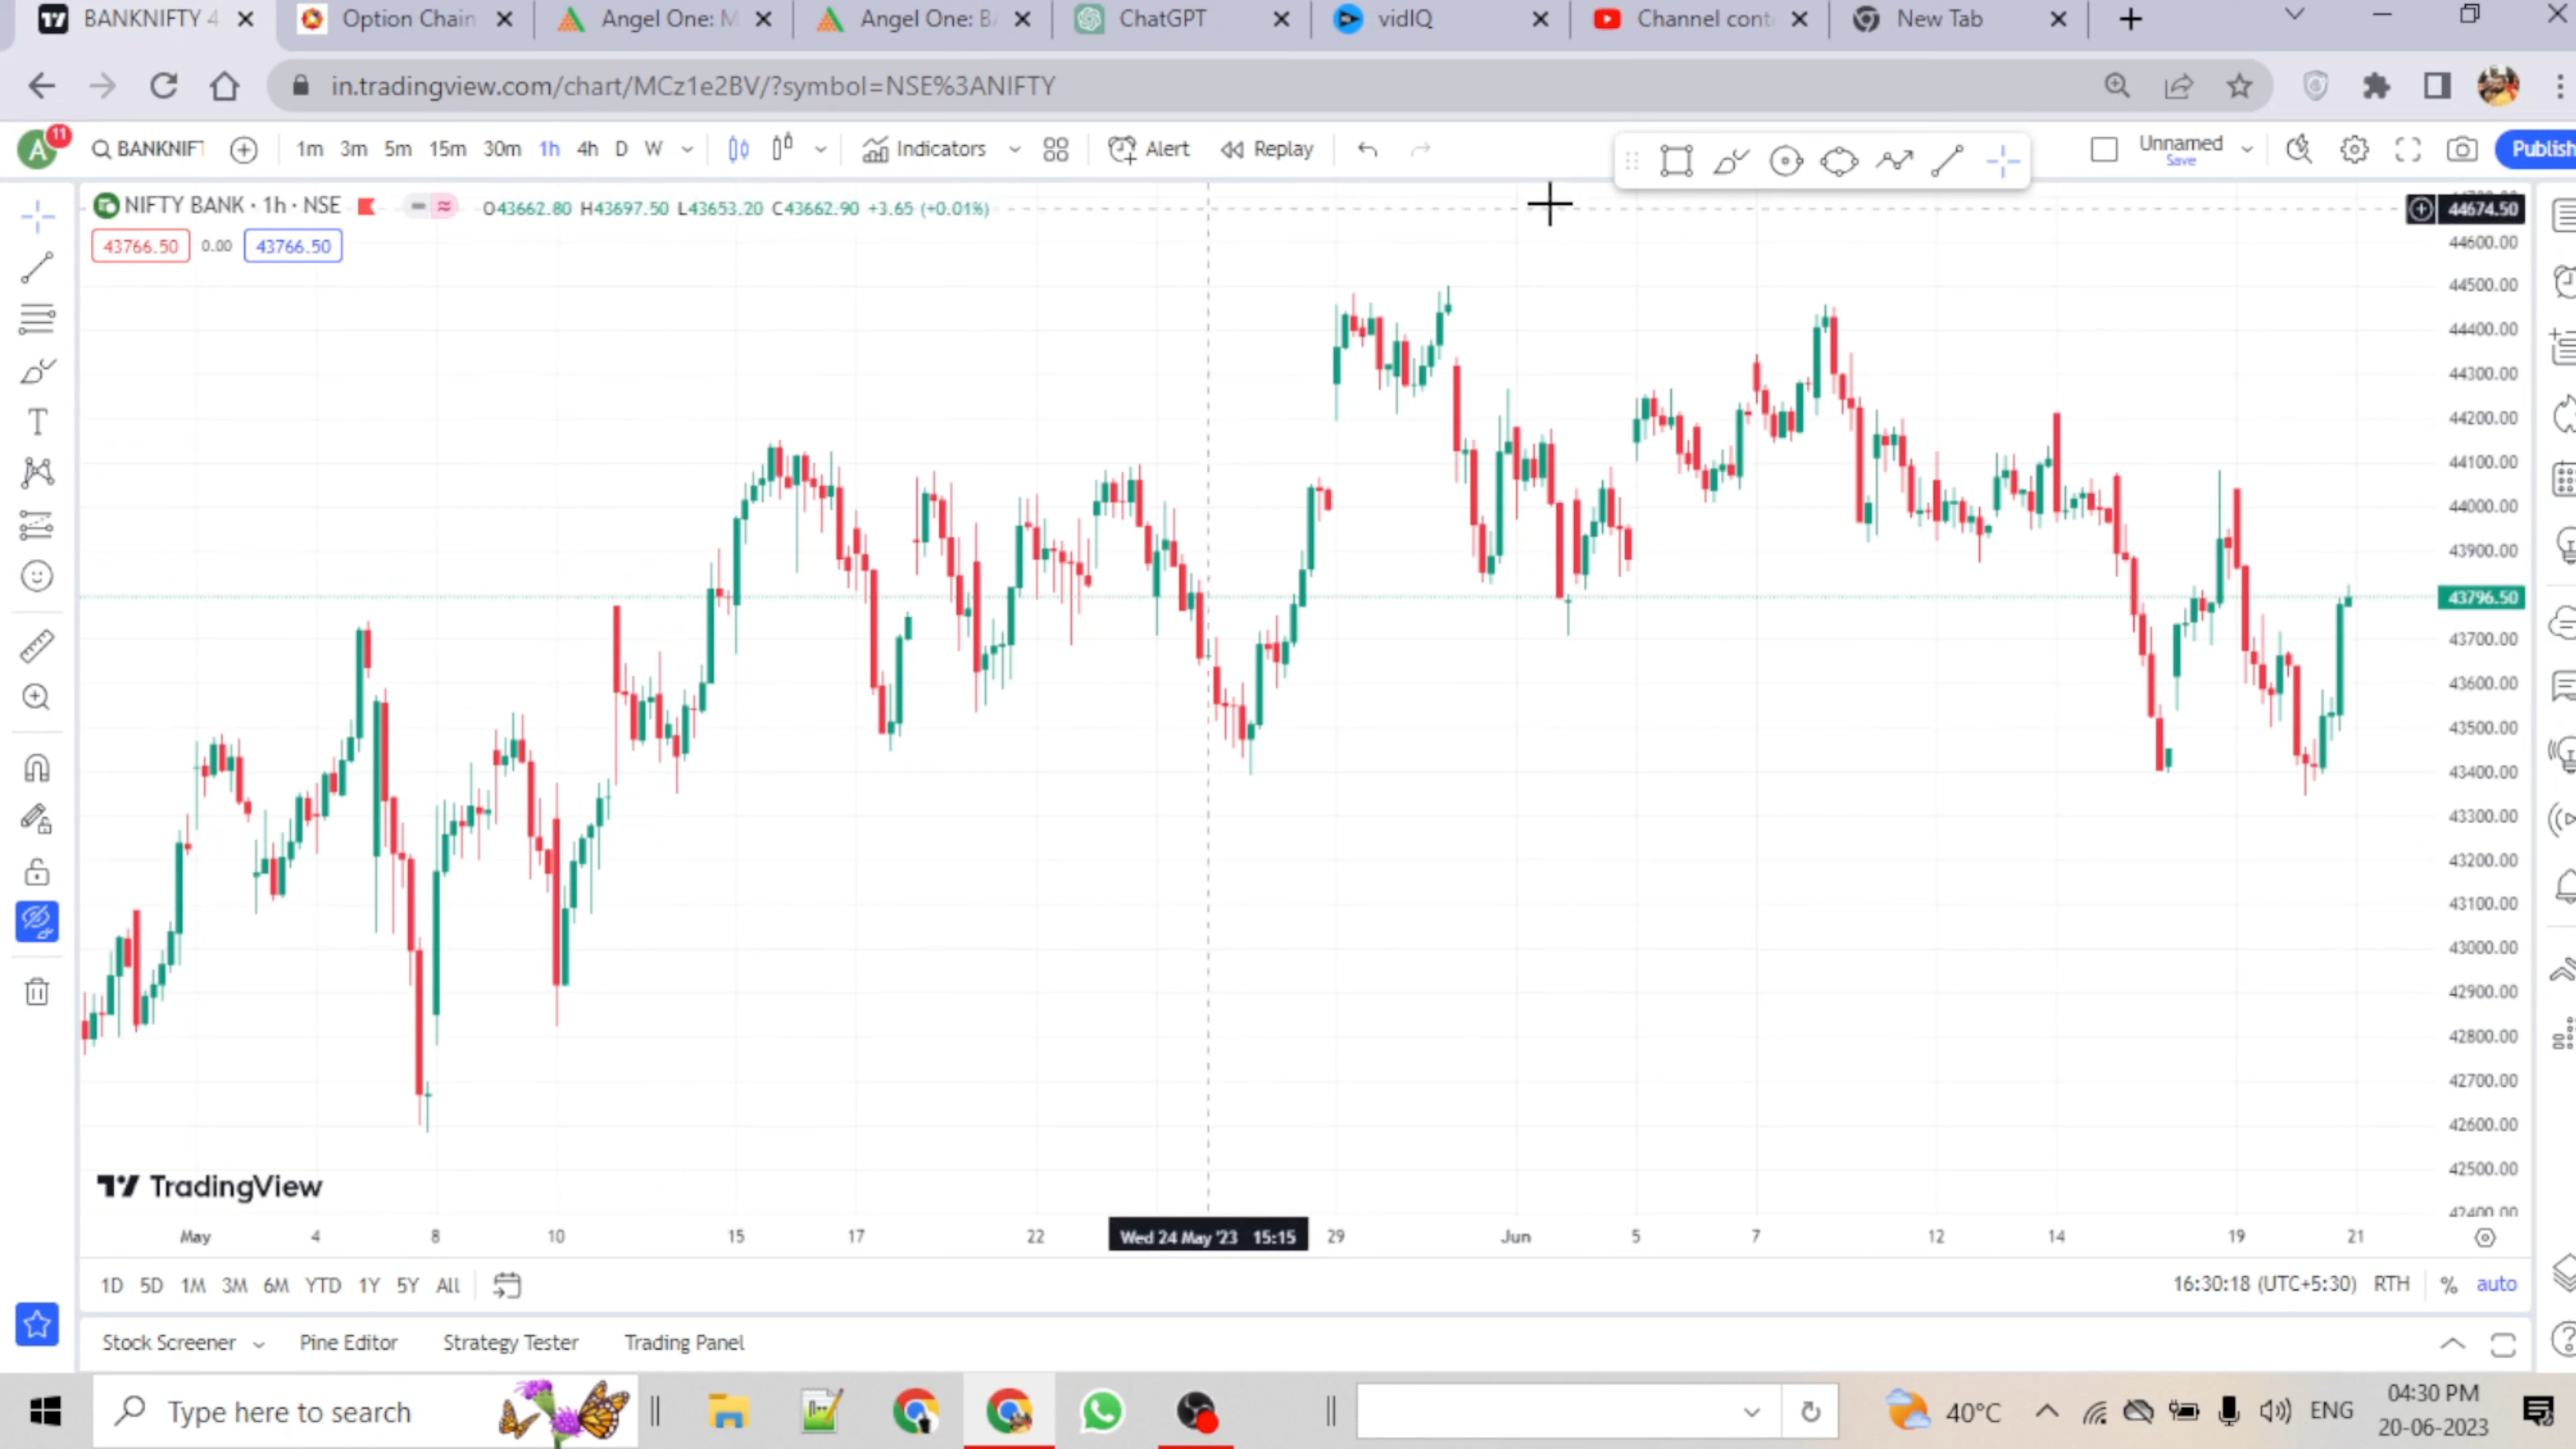 BANKNIFTY 4
Option Chain
Angel One: M
Angel One: B
ChatGPT
vidIQ
Channel cont
New Tab
in.tradingview.com/chart/MCz1e2BV/?symbol=NSE%3ANIFTY
A
11
BANKNIFT
1m 3m 5m 15m 30m 1h 4h D W
Indicators
Alert
Replay
Unnamed
Save
Publish
NIFTY BANK · 1h · NSE
O43662.80 H43697.50 L43653.20 C43662.90 +3.65 (+0.01%)
43766.50 0.00 43766.50
44674.50
44600.00
44500.00
44400.00
44300.00
44200.00
44100.00
44000.00
43900.00
43796.50
43700.00
43600.00
43500.00
43400.00
43300.00
43200.00
43100.00
43000.00
42900.00
42800.00
42700.00
42600.00
42500.00
42400.00
TradingView
May 4 8 10 15 17 22 Wed 24 May '23 15:15 29 Jun 5 7 12 14 19 21
1D 5D 1M 3M 6M YTD 1Y 5Y All
16:30:18 (UTC+5:30) RTH % auto
Stock Screener Pine Editor Strategy Tester Trading Panel
Type here to search
40°C
ENG
04:30 PM
20-06-2023